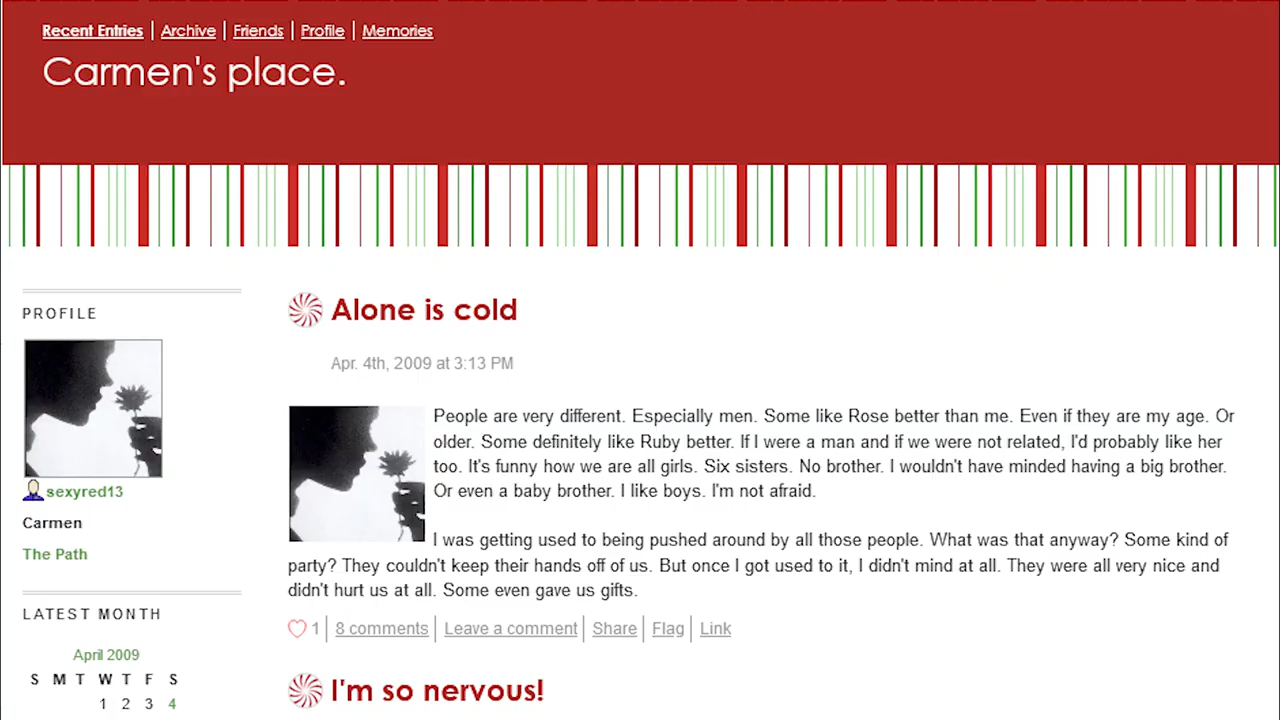 Recent Entries | Archive | Friends | Profile | Memories
Carmen's place.
PROFILE
sexyred13
Carmen
The Path
LATEST MONTH
April 2009
S M T W T F S
1 2 3 4
Alone is cold
Apr. 4th, 2009 at 3:13 PM
People are very different. Especially men. Some like Rose better than me. Even if they are my age. Or
older. Some definitely like Ruby better. If I were a man and if we were not related, I'd probably like her
too. It's funny how we are all girls. Six sisters. No brother. I wouldn't have minded having a big brother.
Or even a baby brother. I like boys. I'm not afraid.
I was getting used to being pushed around by all those people. What was that anyway? Some kind of
party? They couldn't keep their hands off of us. But once I got used to it, I didn't mind at all. They were all very nice and
didn't hurt us at all. Some even gave us gifts.
1 | 8 comments | Leave a comment | Share | Flag | Link
I'm so nervous!